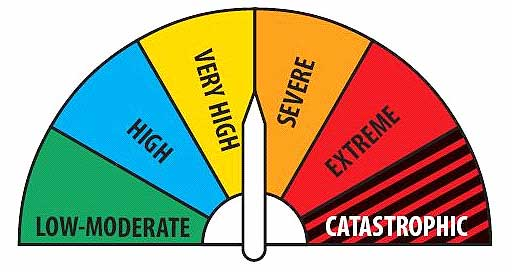 LOW-MODERATE
HIGH
VERY HIGH
SEVERE
EXTREME
CATASTROPHIC